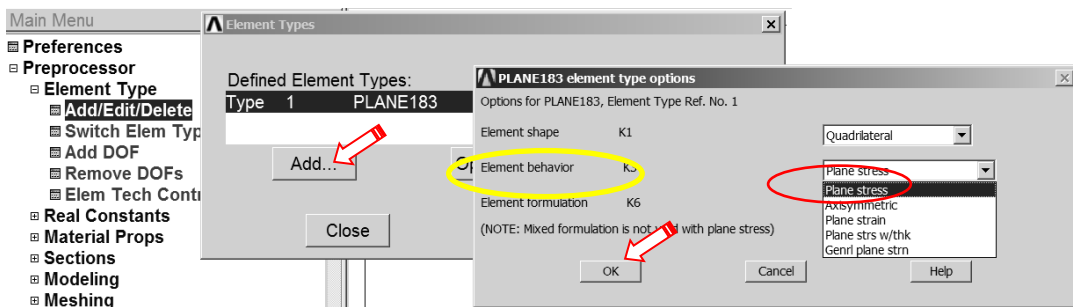 Main Menu
Preferences
Preprocessor
Element Type
Add/Edit/Delete
Switch Elem Typ
Add DOF
Remove DOFs
Elem Tech Contr
Real Constants
Material Props
Sections
Modeling
Meshing
Element Types
Defined Element Types:
Type 1 PLANE183
Add...
Close
PLANE183 element type options
Options for PLANE183, Element Type Ref. No. 1
Element shape K1 Quadrilateral
Element behavior K3 Plane stress
Plane stress
Axisymmetric
Plane strain
Plane strs w/thk
Genrl plane strn
Element formulation K6
(NOTE: Mixed formulation is not valid with plane stress)
OK Cancel Help